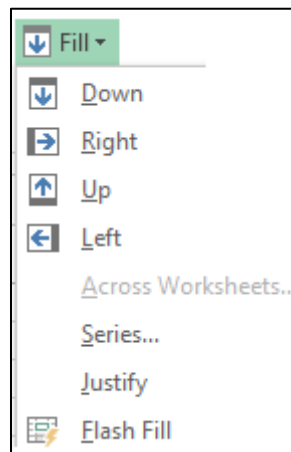 Fill
Down
Right
Up
Left
Across Worksheets..
Series...
Justify
Flash Fill